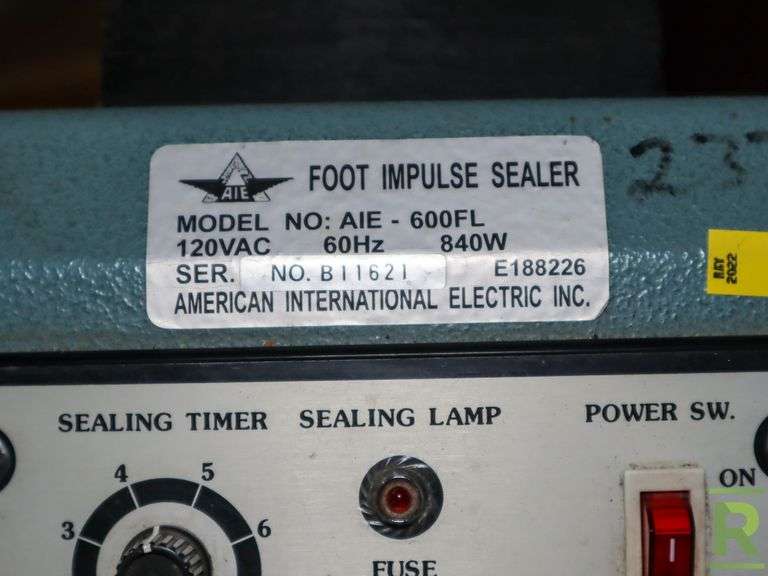 AIE
FOOT IMPULSE SEALER
MODEL NO: AIE - 600FL
120VAC 60Hz 840W
SER. NO. B11621 E188226
AMERICAN INTERNATIONAL ELECTRIC INC.
237
2022
SEALING TIMER SEALING LAMP POWER SW.
3 4 5 6
ON
FUSE
R